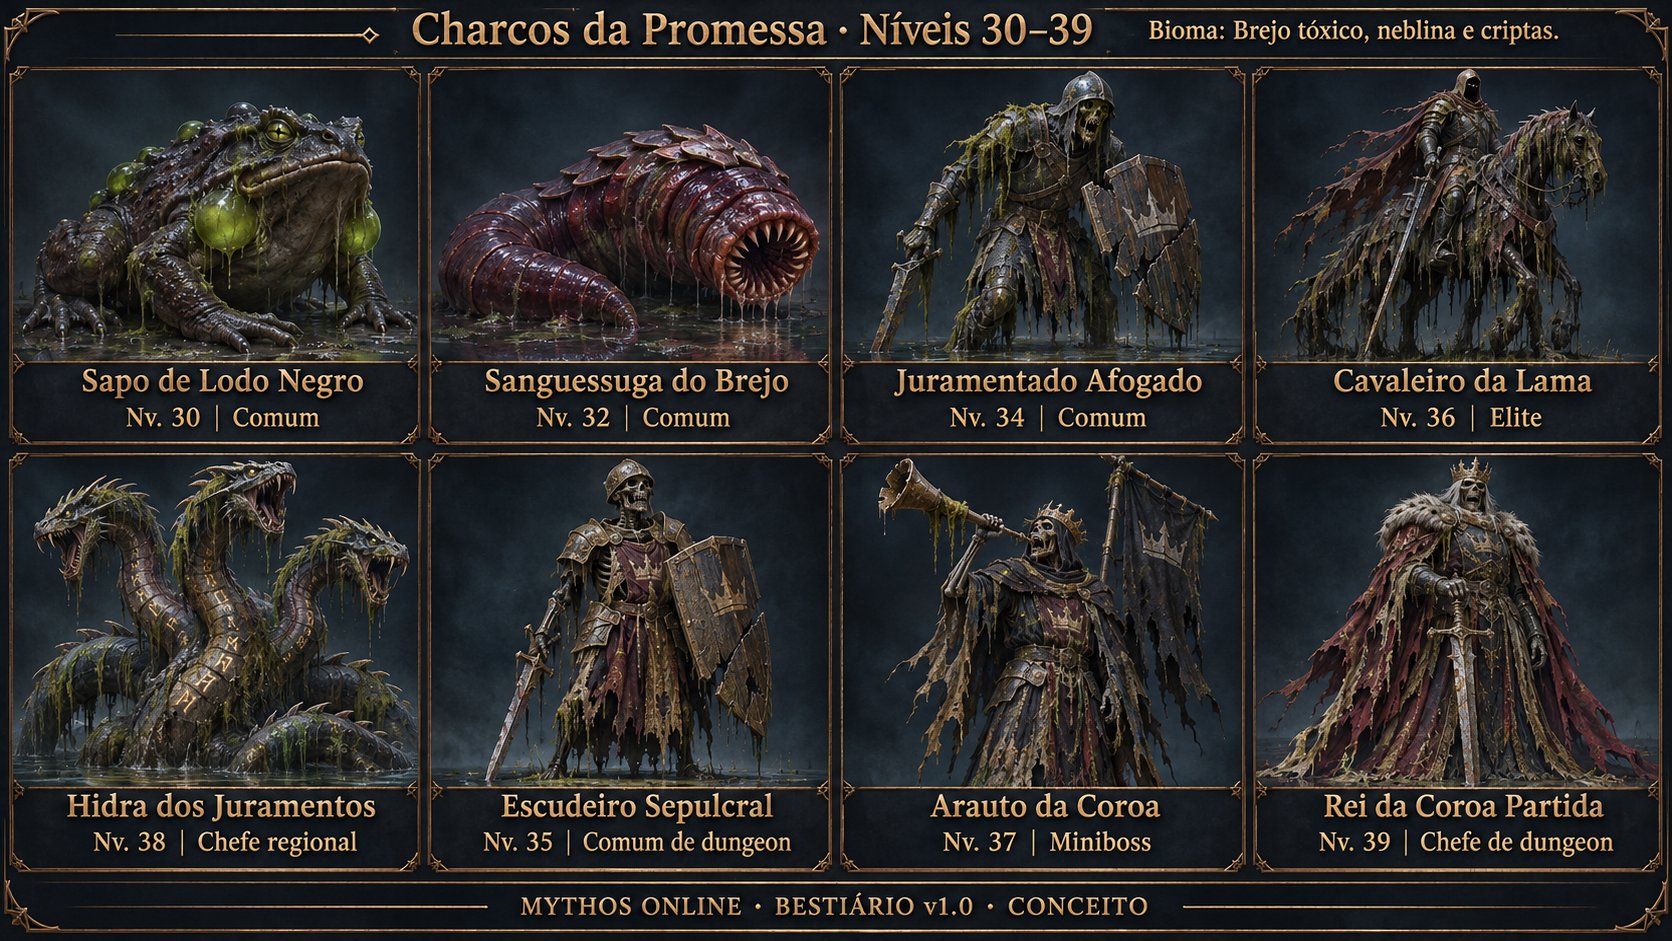 Charcos da Promessa · Níveis 30–39
Bioma: Brejo tóxico, neblina e criptas.
Sapo de Lodo Negro
Nv. 30 | Comum
Sanguessuga do Brejo
Nv. 32 | Comum
Juramentado Afogado
Nv. 34 | Comum
Cavaleiro da Lama
Nv. 36 | Elite
Hidra dos Juramentos
Nv. 38 | Chefe regional
Escudeiro Sepulcral
Nv. 35 | Comum de dungeon
Arauto da Coroa
Nv. 37 | Miniboss
Rei da Coroa Partida
Nv. 39 | Chefe de dungeon
MYTHOS ONLINE · BESTIÁRIO v1.0 · CONCEITO